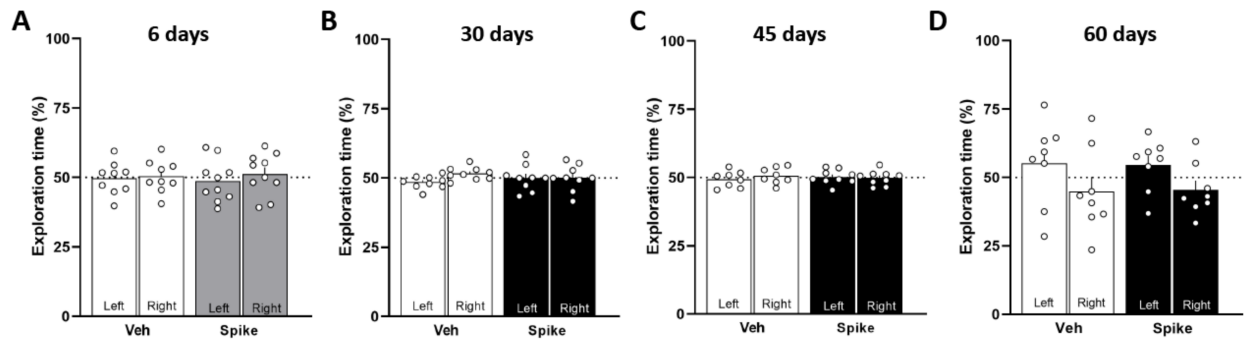 A 6 days
Exploration time (%)
100
75
50
25
0
Left Right Left Right
Veh Spike
B 30 days
Exploration time (%)
100
75
50
25
0
Left Right Left Right
Veh Spike
C 45 days
Exploration time (%)
100
75
50
25
0
Left Right Left Right
Veh Spike
D 60 days
Exploration time (%)
100
75
50
25
0
Left Right Left Right
Veh Spike